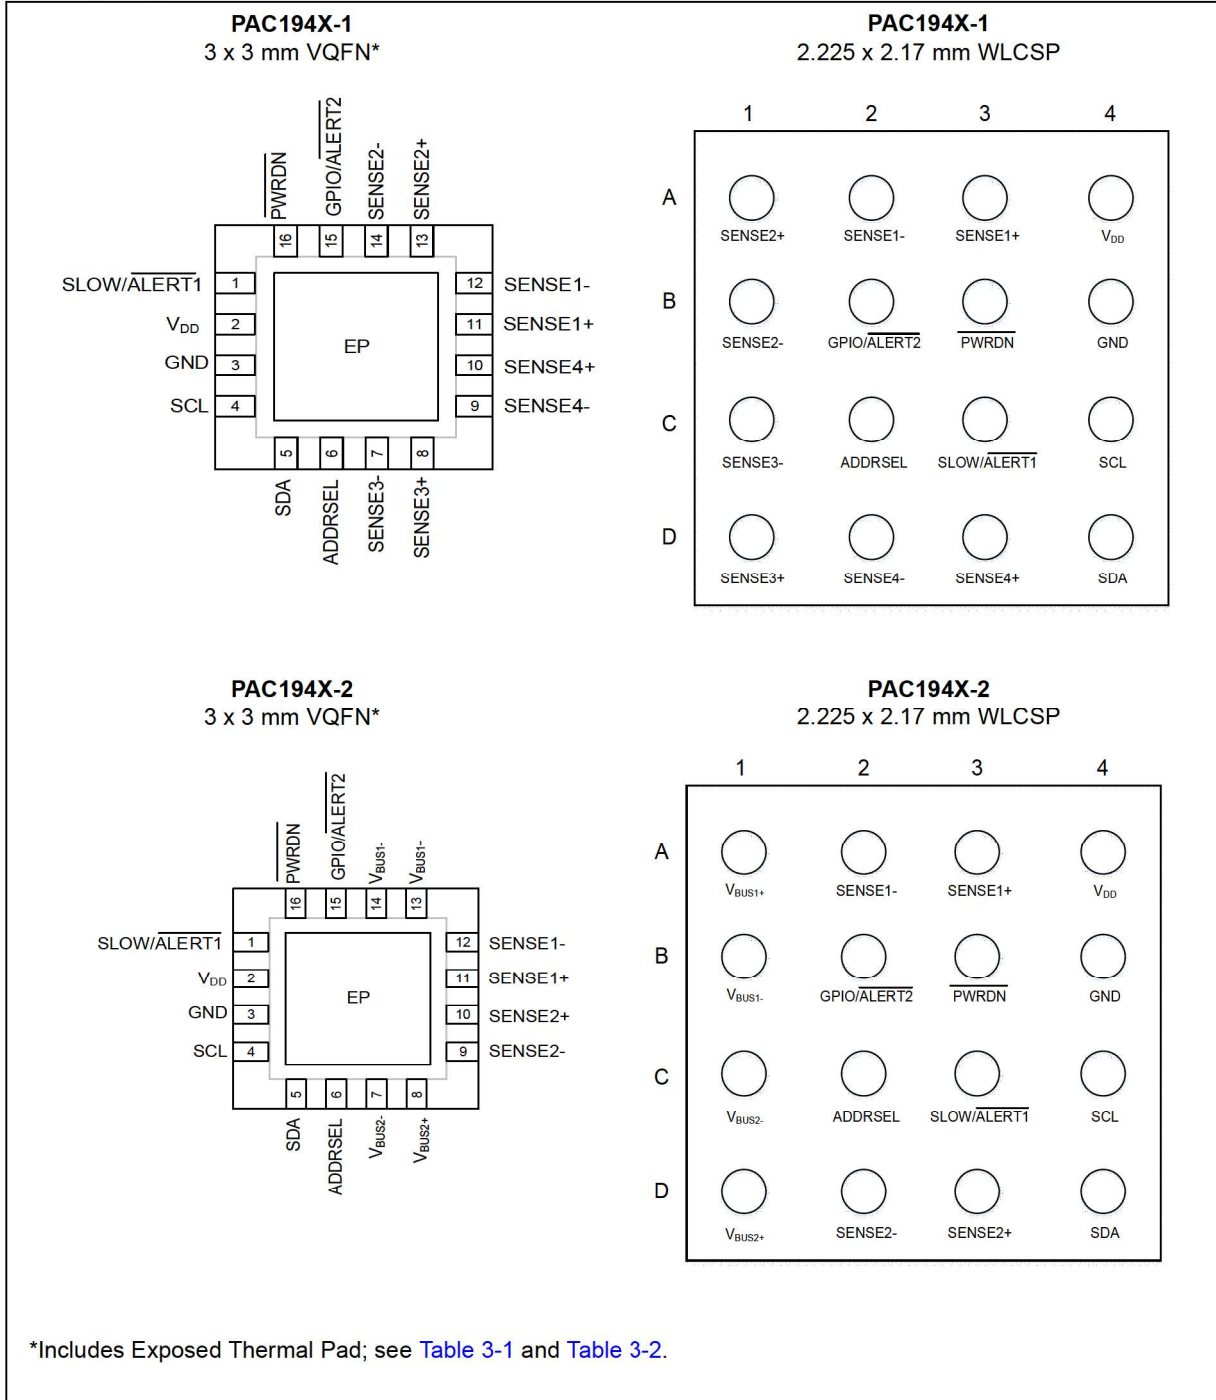 PAC194X-1
3 x 3 mm VQFN*
PWRDN
GPIO/ALERT2
SENSE2-
SENSE2+
16
15
14
13
SLOW/ALERT1
1
12
SENSE1-
VDD
2
11
SENSE1+
EP
GND
3
10
SENSE4+
SCL
4
9
SENSE4-
5
6
7
8
SDA
ADDRSEL
SENSE3-
SENSE3+
PAC194X-1
2.225 x 2.17 mm WLCSP
1 2 3 4
A
SENSE2+ SENSE1- SENSE1+ VDD
B
SENSE2- GPIO/ALERT2 PWRDN GND
C
SENSE3- ADDRSEL SLOW/ALERT1 SCL
D
SENSE3+ SENSE4- SENSE4+ SDA
PAC194X-2
3 x 3 mm VQFN*
PWRDN
GPIO/ALERT2
VBUS1-
VBUS1-
16
15
14
13
SLOW/ALERT1
1
12
SENSE1-
VDD
2
11
SENSE1+
EP
GND
3
10
SENSE2+
SCL
4
9
SENSE2-
5
6
7
8
SDA
ADDRSEL
VBUS2-
VBUS2+
PAC194X-2
2.225 x 2.17 mm WLCSP
1 2 3 4
A
VBUS1+ SENSE1- SENSE1+ VDD
B
VBUS1- GPIO/ALERT2 PWRDN GND
C
VBUS2- ADDRSEL SLOW/ALERT1 SCL
D
VBUS2+ SENSE2- SENSE2+ SDA
*Includes Exposed Thermal Pad; see Table 3-1 and Table 3-2.